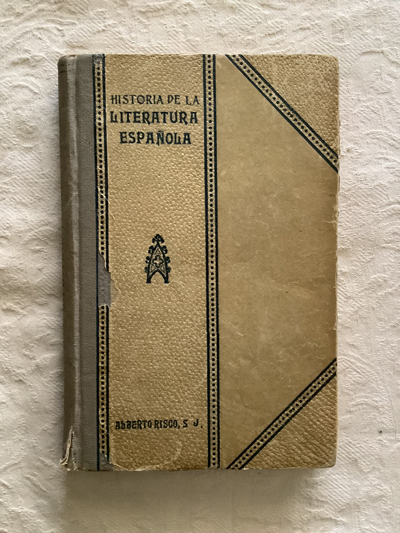 HISTORIA DE LA
LITERATURA
ESPAÑOLA
ALBERTO RISCO, S J.